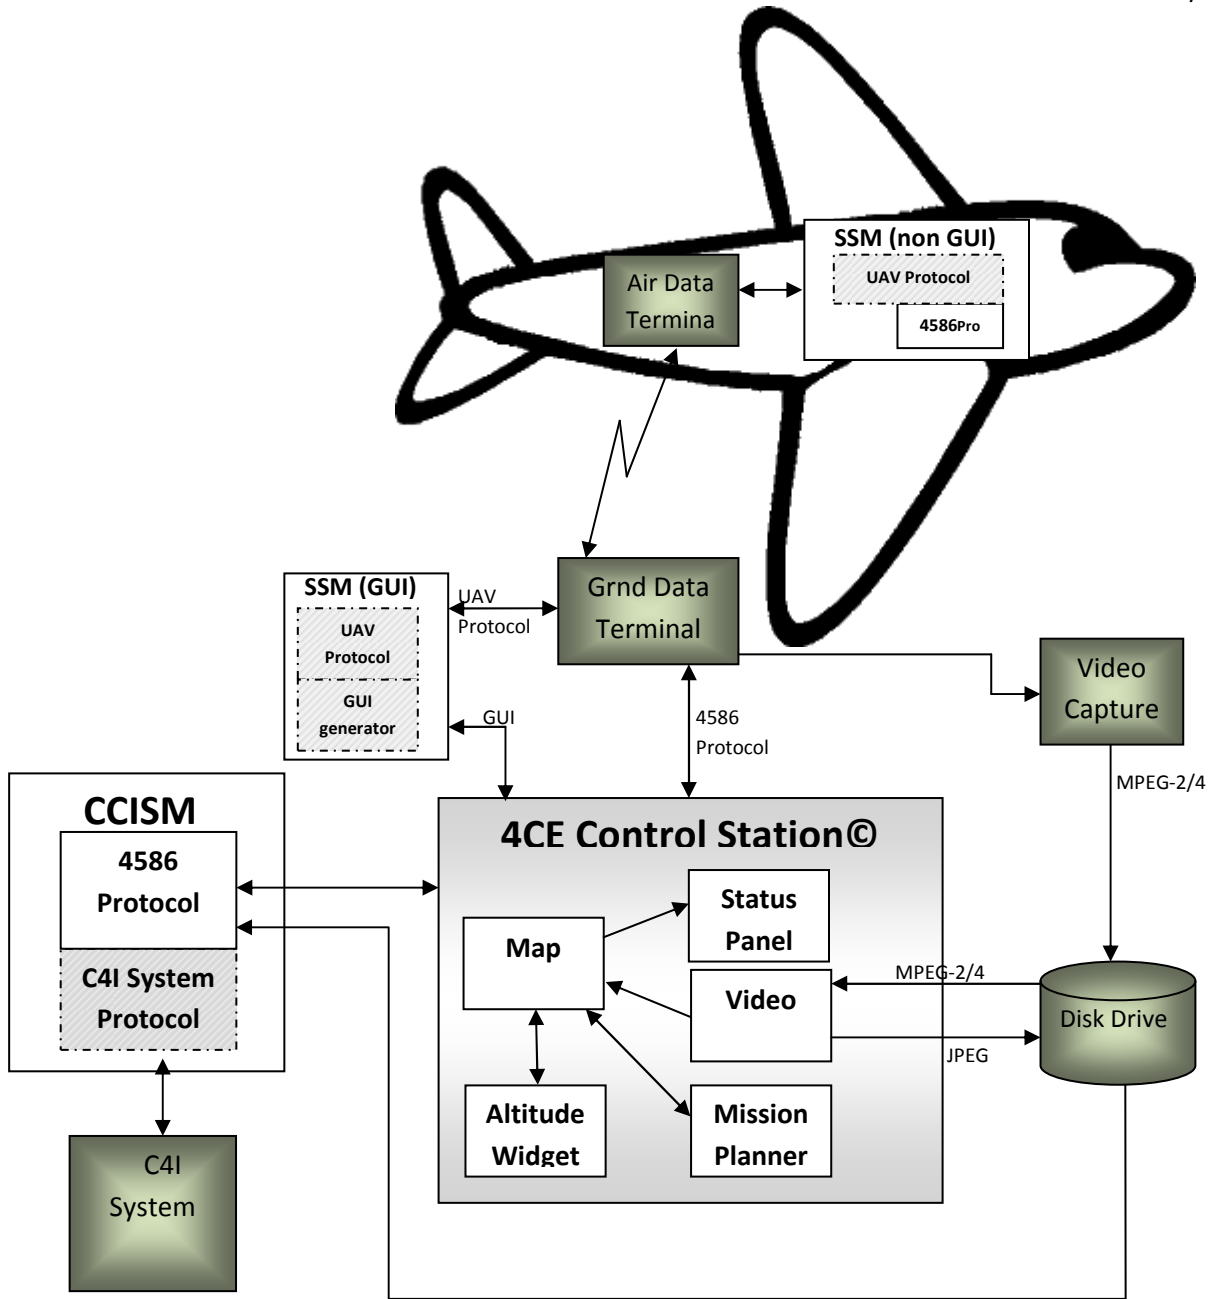 SSM (non GUI)
UAV Protocol
4586Pro
Air Data
Termina
Grnd Data
Terminal
SSM (GUI)
UAV
Protocol
GUI
generator
UAV
Protocol
GUI
4586
Protocol
Video
Capture
MPEG-2/4
CCISM
4586
Protocol
C4I System
Protocol
C4I
System
4CE Control Station©
Map
Status
Panel
Video
Altitude
Widget
Mission
Planner
MPEG-2/4
JPEG
Disk Drive